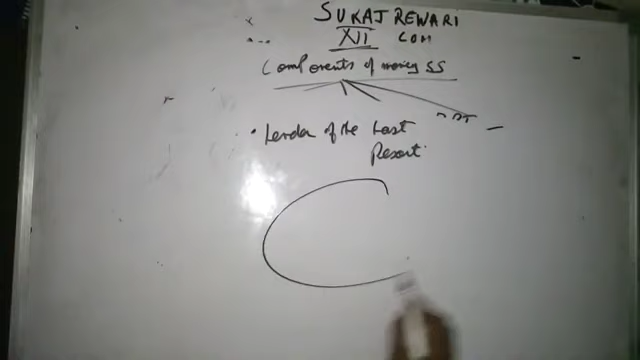 SURAJ REWARI
XII COM
Components of money SS
• Lender of the Last
Resort.